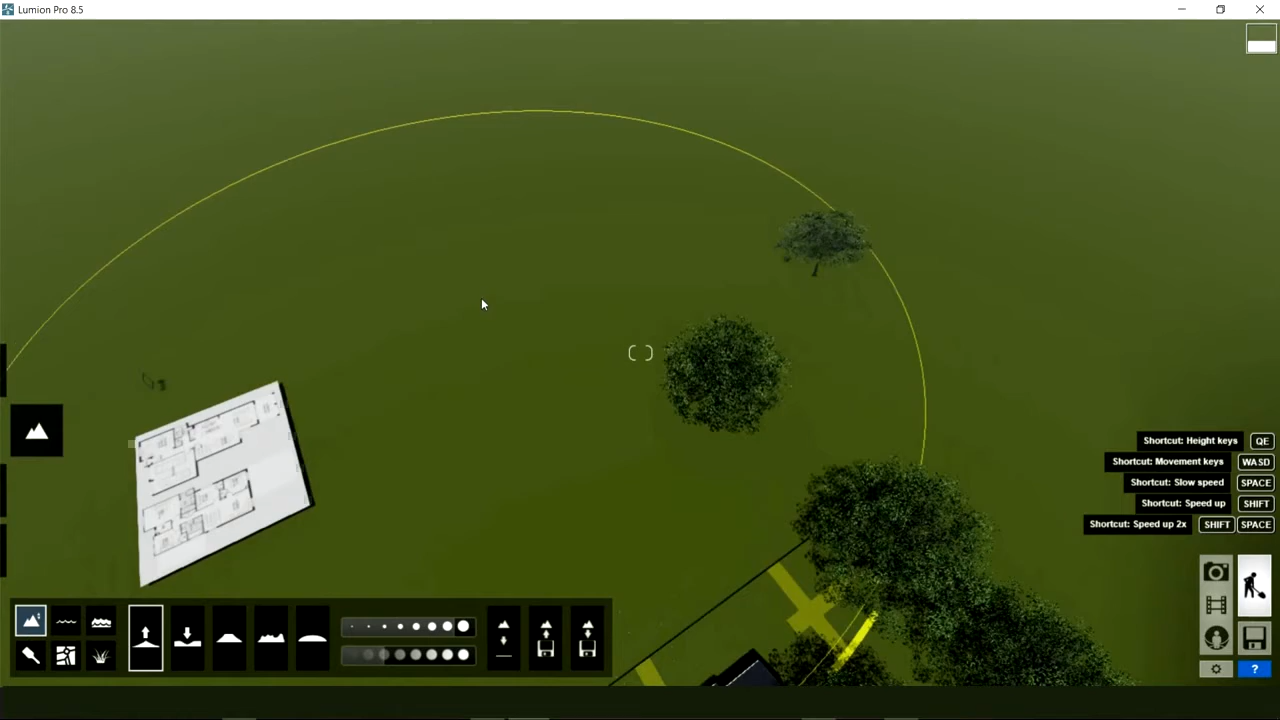 Lumion Pro 8.5
Shortcut: Height keys QE
Shortcut: Movement keys WASD
Shortcut: Slow speed SPACE
Shortcut: Speed up SHIFT
Shortcut: Speed up 2x SHIFT SPACE
?